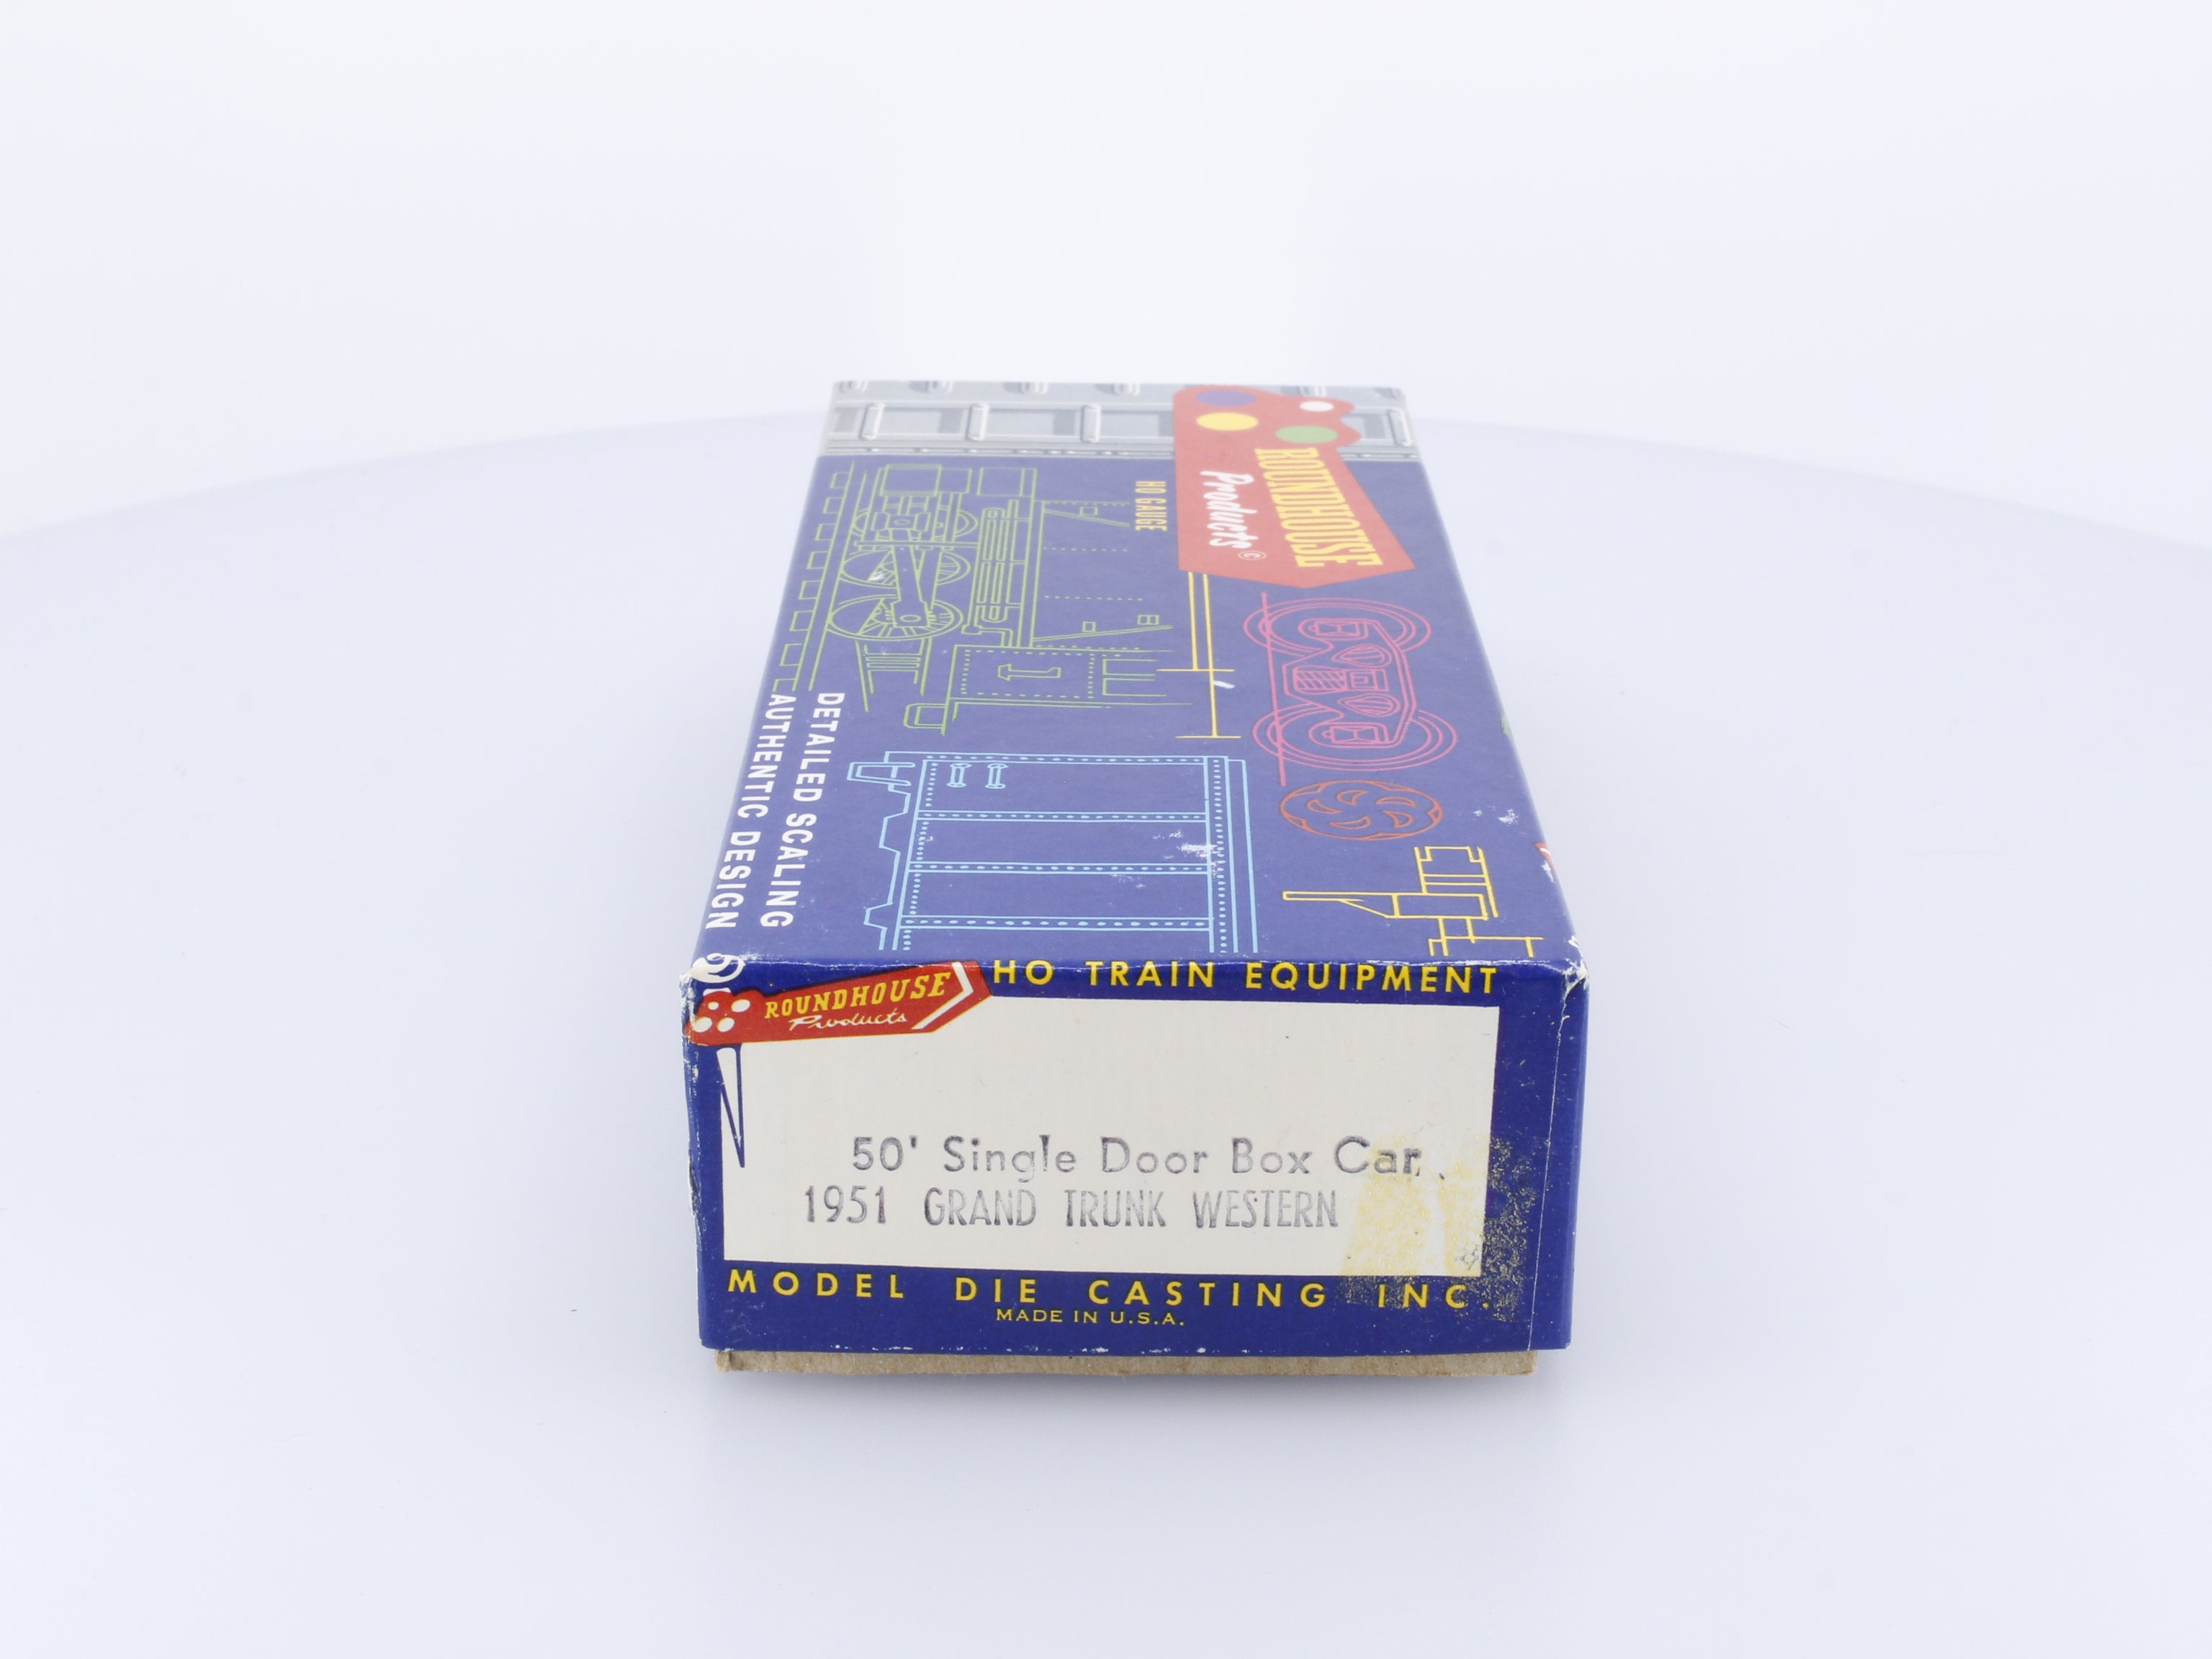 ROUNDHOUSE
Products ©
HO GAUGE
1
DETAILED SCALING
AUTHENTIC DESIGN
ROUNDHOUSE
Products
HO TRAIN EQUIPMENT
50' Single Door Box Car
1951 GRAND TRUNK WESTERN
MODEL DIE CASTING INC.
MADE IN U.S.A.